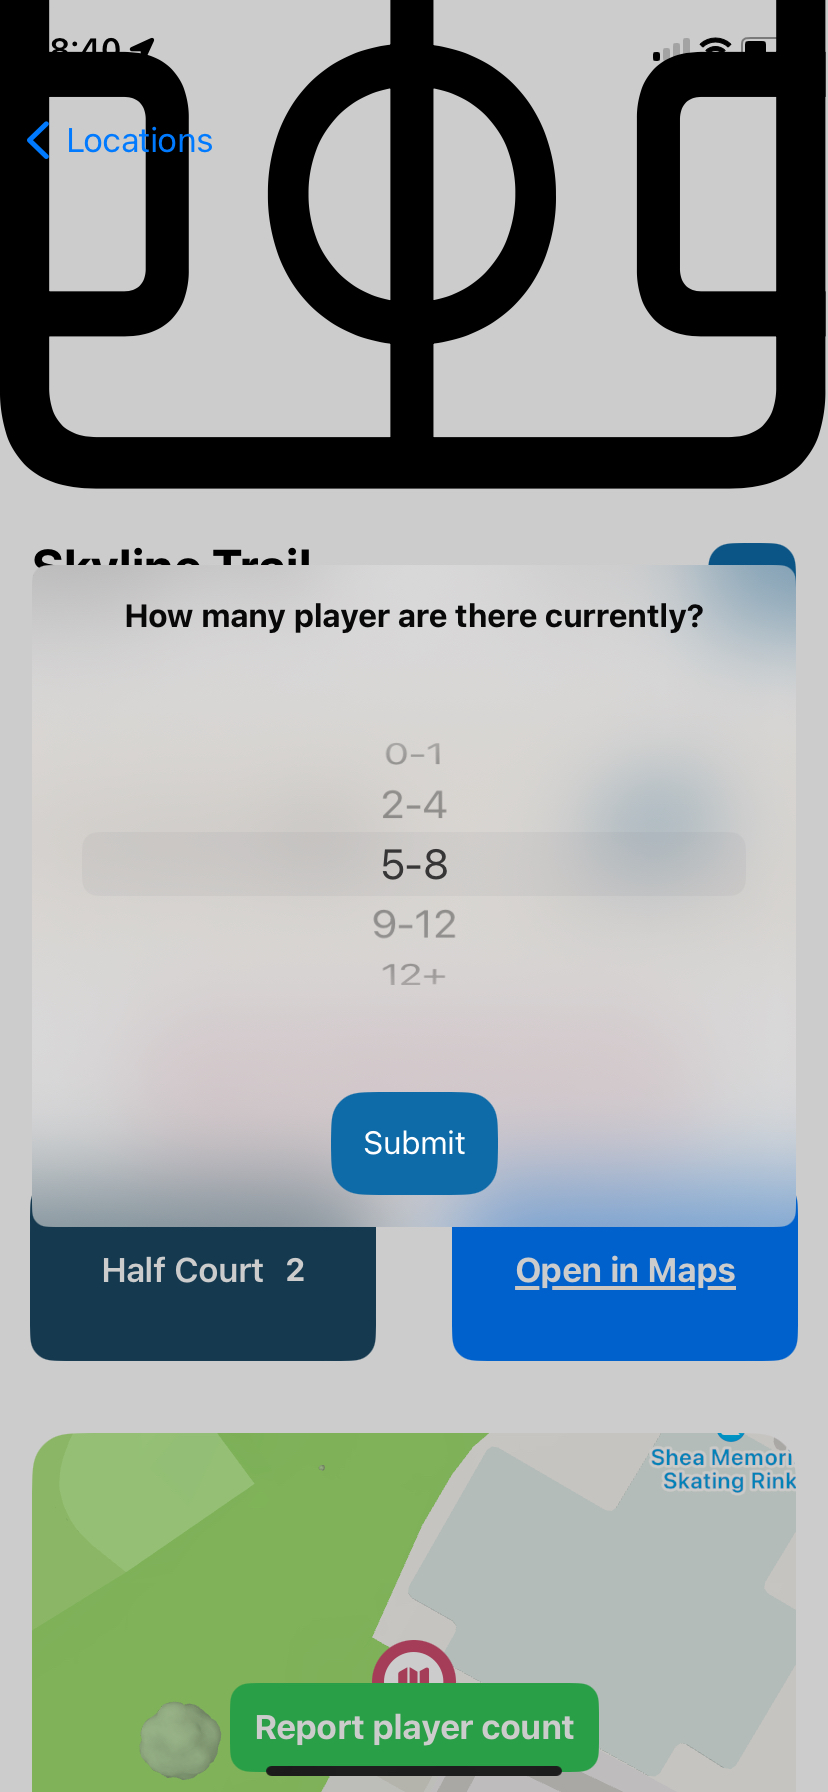 8:40
Locations
Skyline Trail
How many player are there currently?
0-1
2-4
5-8
9-12
12+
Submit
Half Court 2
Open in Maps
Shea Memori
Skating Rink
Report player count